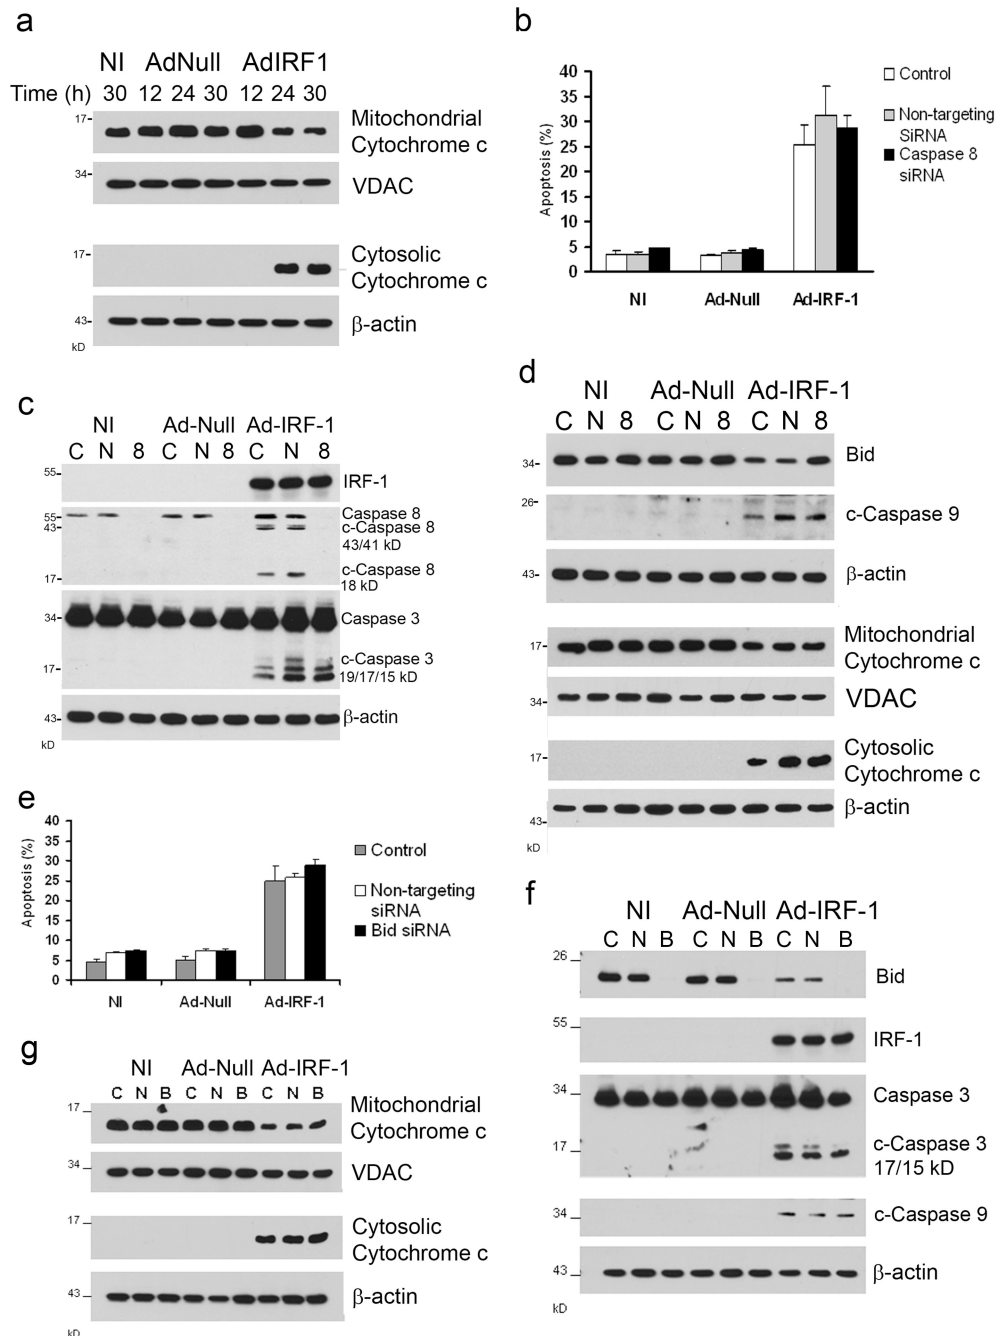 a
NI AdNull AdIRF1
Time (h) 30 12 24 30 12 24 30
17-
Mitochondrial
Cytochrome c
34-
VDAC
17-
Cytosolic
Cytochrome c
43-
β-actin
kD
b
40
35
30
25
20
15
10
5
0
Apoptosis (%)
NI Ad-Null Ad-IRF-1
Control
Non-targeting
SiRNA
Caspase 8
siRNA
c
NI Ad-Null Ad-IRF-1
C N 8 C N 8 C N 8
55-
IRF-1
55-
Caspase 8
43-
c-Caspase 8
43/41 kD
c-Caspase 8
17-
18 kD
34-
Caspase 3
c-Caspase 3
17-
19/17/15 kD
43-
β-actin
kD
d
NI Ad-Null Ad-IRF-1
C N 8 C N 8 C N 8
34-
Bid
26-
c-Caspase 9
43-
β-actin
17-
Mitochondrial
Cytochrome c
34-
VDAC
17-
Cytosolic
Cytochrome c
43-
β-actin
kD
e
40
35
30
25
20
15
10
5
0
Apoptosis (%)
NI Ad-Null Ad-IRF-1
Control
Non-targeting
siRNA
Bid siRNA
f
NI Ad-Null Ad-IRF-1
C N B C N B C N B
26
Bid
55
IRF-1
34
Caspase 3
17
c-Caspase 3
17/15 kD
34
c-Caspase 9
43
β-actin
kD
g
NI Ad-Null Ad-IRF-1
C N B C N B C N B
17
Mitochondrial
Cytochrome c
34
VDAC
17
Cytosolic
Cytochrome c
43
β-actin
kD